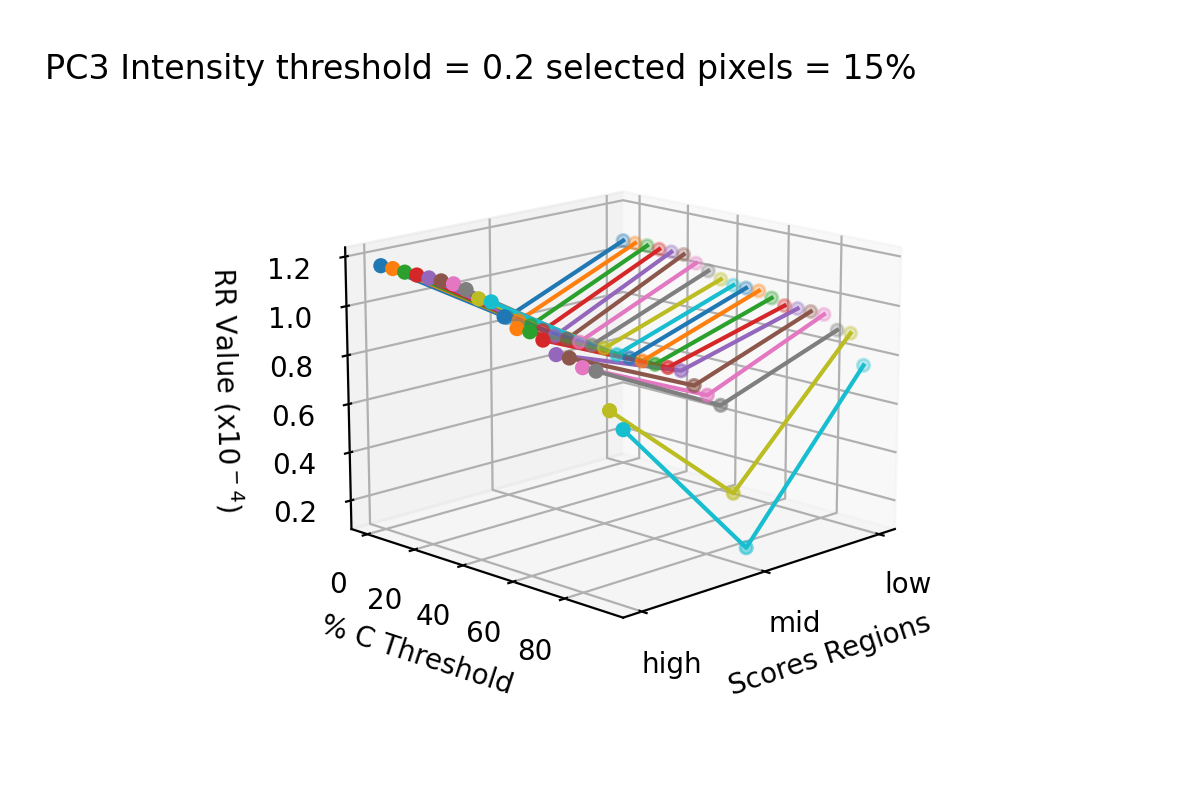 PC3 Intensity threshold = 0.2 selected pixels = 15%
RR Value (x10⁻⁴)
1.2
1.0
0.8
0.6
0.4
0.2
0
20
40
60
80
% C Threshold
high
mid
low
Scores Regions